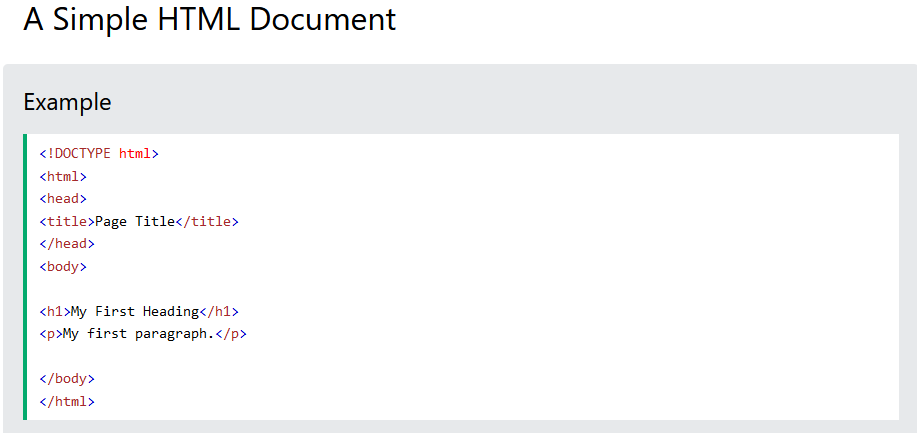 A Simple HTML Document
Example
<!DOCTYPE html>
<html>
<head>
<title>Page Title</title>
</head>
<body>
<h1>My First Heading</h1>
<p>My first paragraph.</p>
</body>
</html>